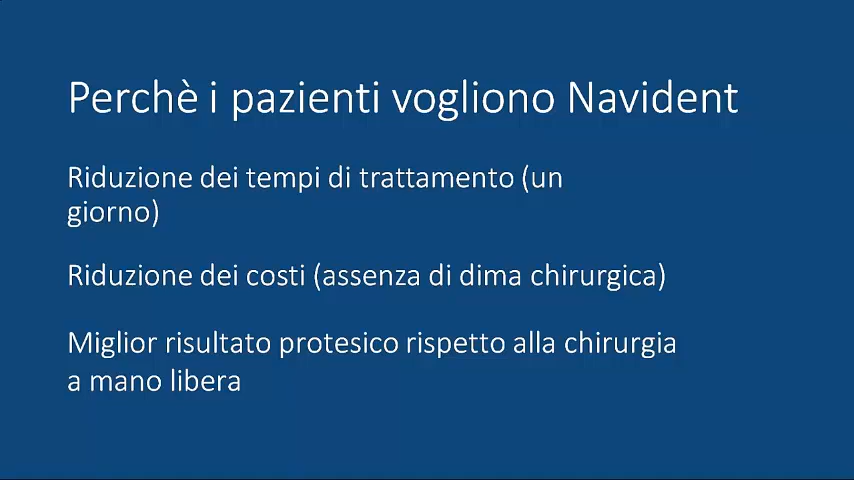 Perchè i pazienti vogliono Navident
Riduzione dei tempi di trattamento (un
giorno)
Riduzione dei costi (assenza di dima chirurgica)
Miglior risultato protesico rispetto alla chirurgia
a mano libera